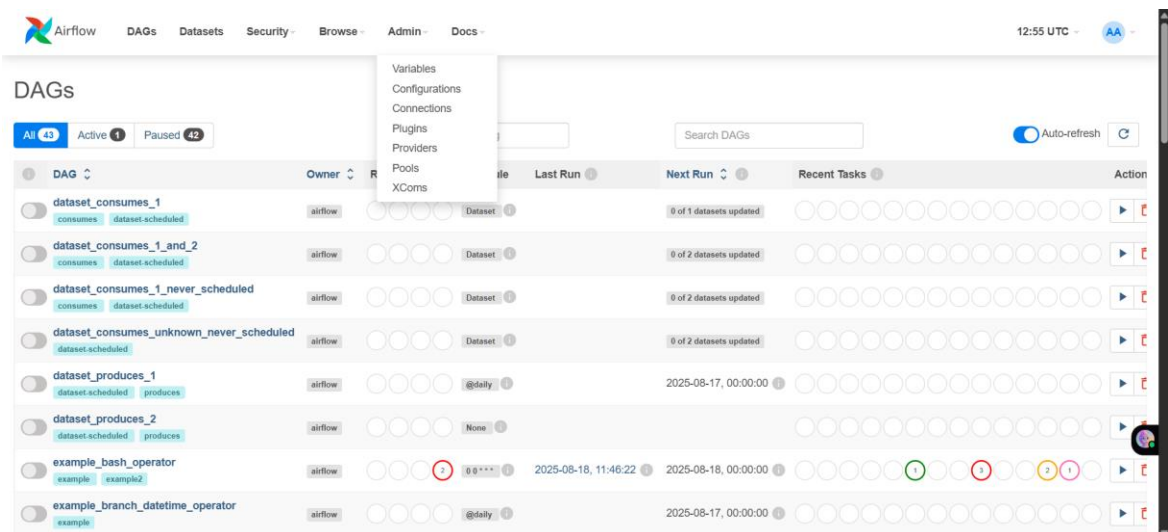 Airflow DAGs Datasets Security Browse Admin Docs 12:55 UTC AA
Variables
Configurations
Connections
Plugins
Providers
Pools
XComs
DAGs
All 43 Active 1 Paused 42 Search DAGs Auto-refresh
DAG Owner R Last Run Next Run Recent Tasks Action
dataset_consumes_1
consumes dataset-scheduled
airflow Dataset 0 of 1 datasets updated
dataset_consumes_1_and_2
consumes dataset-scheduled
airflow Dataset 0 of 2 datasets updated
dataset_consumes_1_never_scheduled
consumes dataset-scheduled
airflow Dataset 0 of 2 datasets updated
dataset_consumes_unknown_never_scheduled
dataset-scheduled
airflow Dataset 0 of 2 datasets updated
dataset_produces_1
dataset-scheduled produces
airflow @daily 2025-08-17, 00:00:00
dataset_produces_2
dataset-scheduled produces
airflow None
example_bash_operator
example example2
airflow 2 0 0 * * * 2025-08-18, 11:46:22 2025-08-18, 00:00:00 1 3 2 1
example_branch_datetime_operator
example
airflow @daily 2025-08-17, 00:00:00